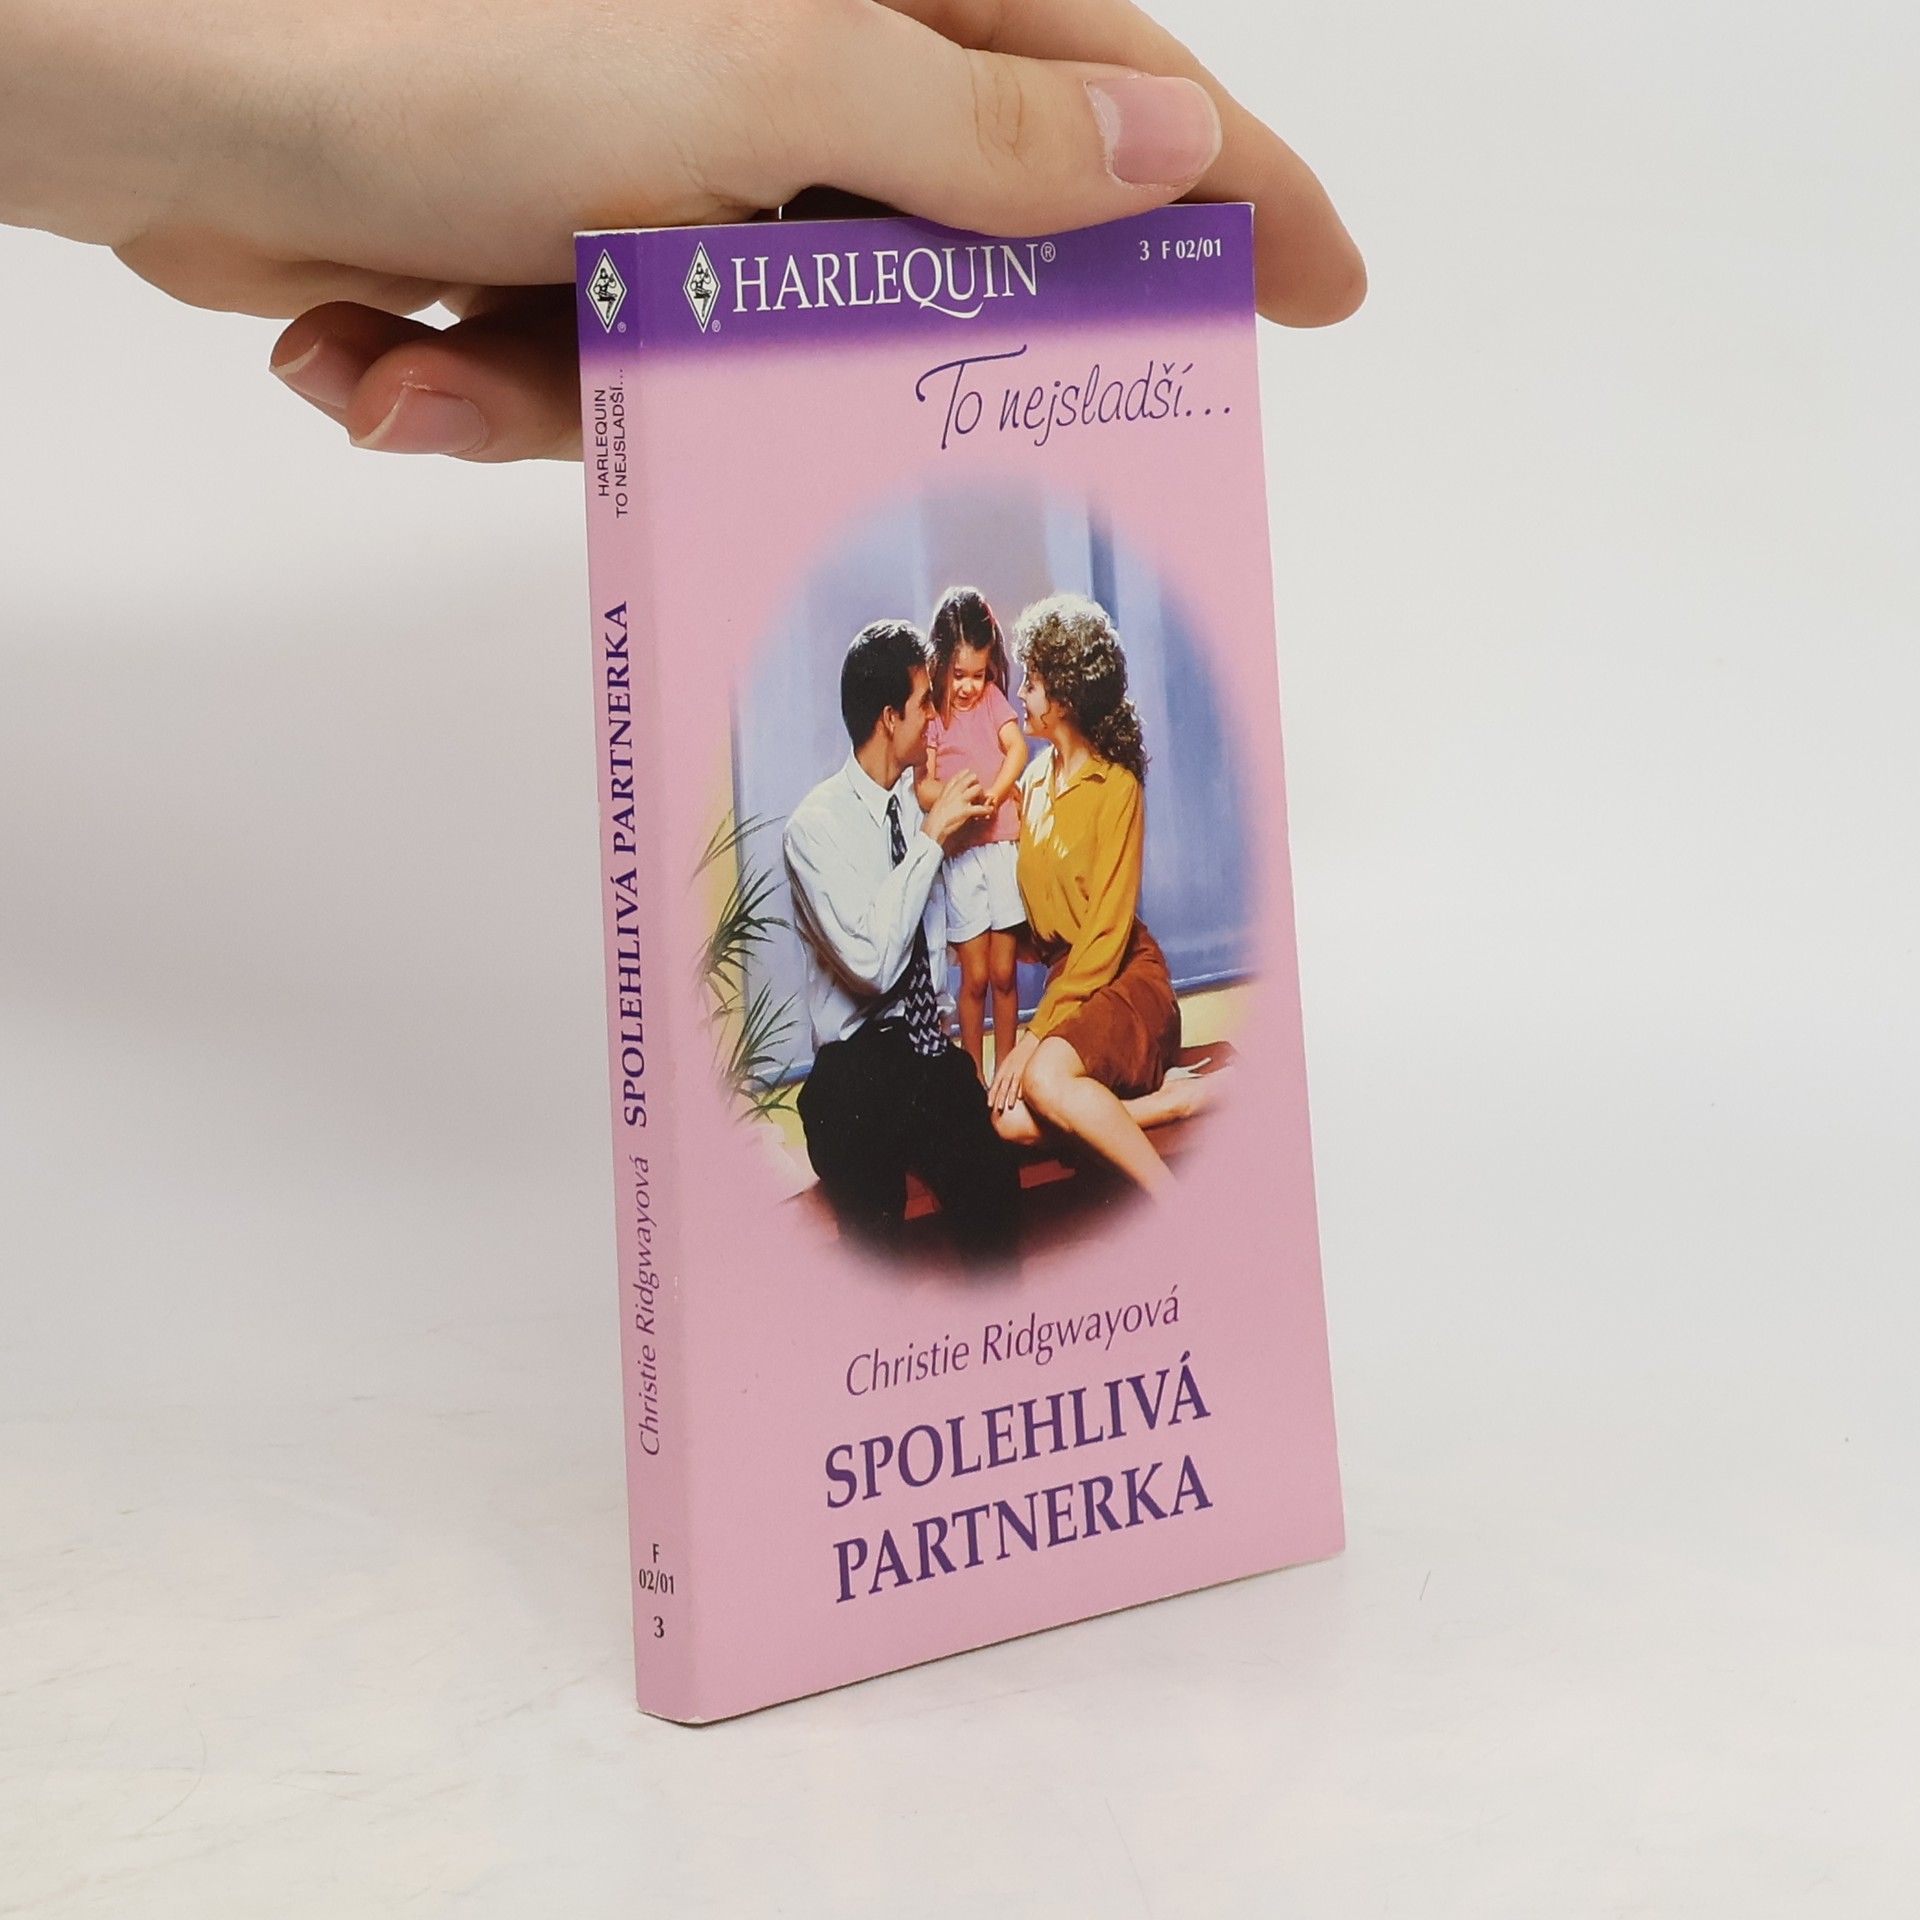 HARLEQUIN®
3 F 02/01
To nejsladší...
Christie Ridgwayová
SPOLEHLIVÁ
PARTNERKA
®
®
HARLEQUIN
TO NEJSLADŠÍ...
SPOLEHLIVÁ PARTNERKA
Christie Ridgwayová
F
02/01
3